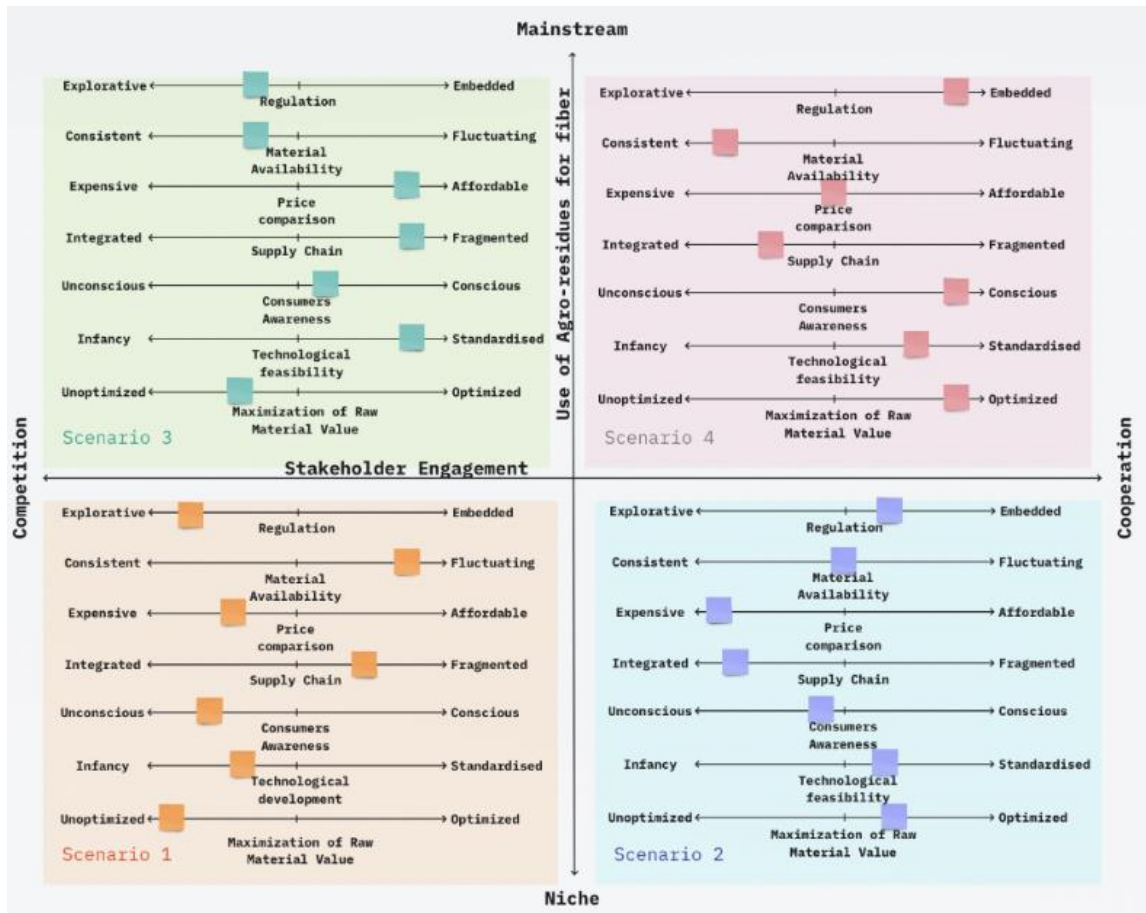 Mainstream
Use of Agro-residues for fiber
Explorative Embedded
Regulation
Consistent Fluctuating
Material
Availability
Expensive Affordable
Price
comparison
Integrated Fragmented
Supply Chain
Unconscious Conscious
Consumers
Awareness
Infancy Standardised
Technological
feasibility
Unoptimized Optimized
Maximization of Raw
Material Value
Scenario 3
Explorative Embedded
Regulation
Consistent Fluctuating
Material
Availability
Expensive Affordable
Price
comparison
Integrated Fragmented
Supply Chain
Unconscious Conscious
Consumers
Awareness
Infancy Standardised
Technological
feasibility
Unoptimized Optimized
Maximization of Raw
Material Value
Scenario 4
Competition
Stakeholder Engagement
Cooperation
Explorative Embedded
Regulation
Consistent Fluctuating
Material
Availability
Expensive Affordable
Price
comparison
Integrated Fragmented
Supply Chain
Unconscious Conscious
Consumers
Awareness
Infancy Standardised
Technological
development
Unoptimized Optimized
Maximization of Raw
Material Value
Scenario 1
Explorative Embedded
Regulation
Consistent Fluctuating
Material
Availability
Expensive Affordable
Price
comparison
Integrated Fragmented
Supply Chain
Unconscious Conscious
Consumers
Awareness
Infancy Standardised
Technological
feasibility
Unoptimized Optimized
Maximization of Raw
Material Value
Scenario 2
Niche